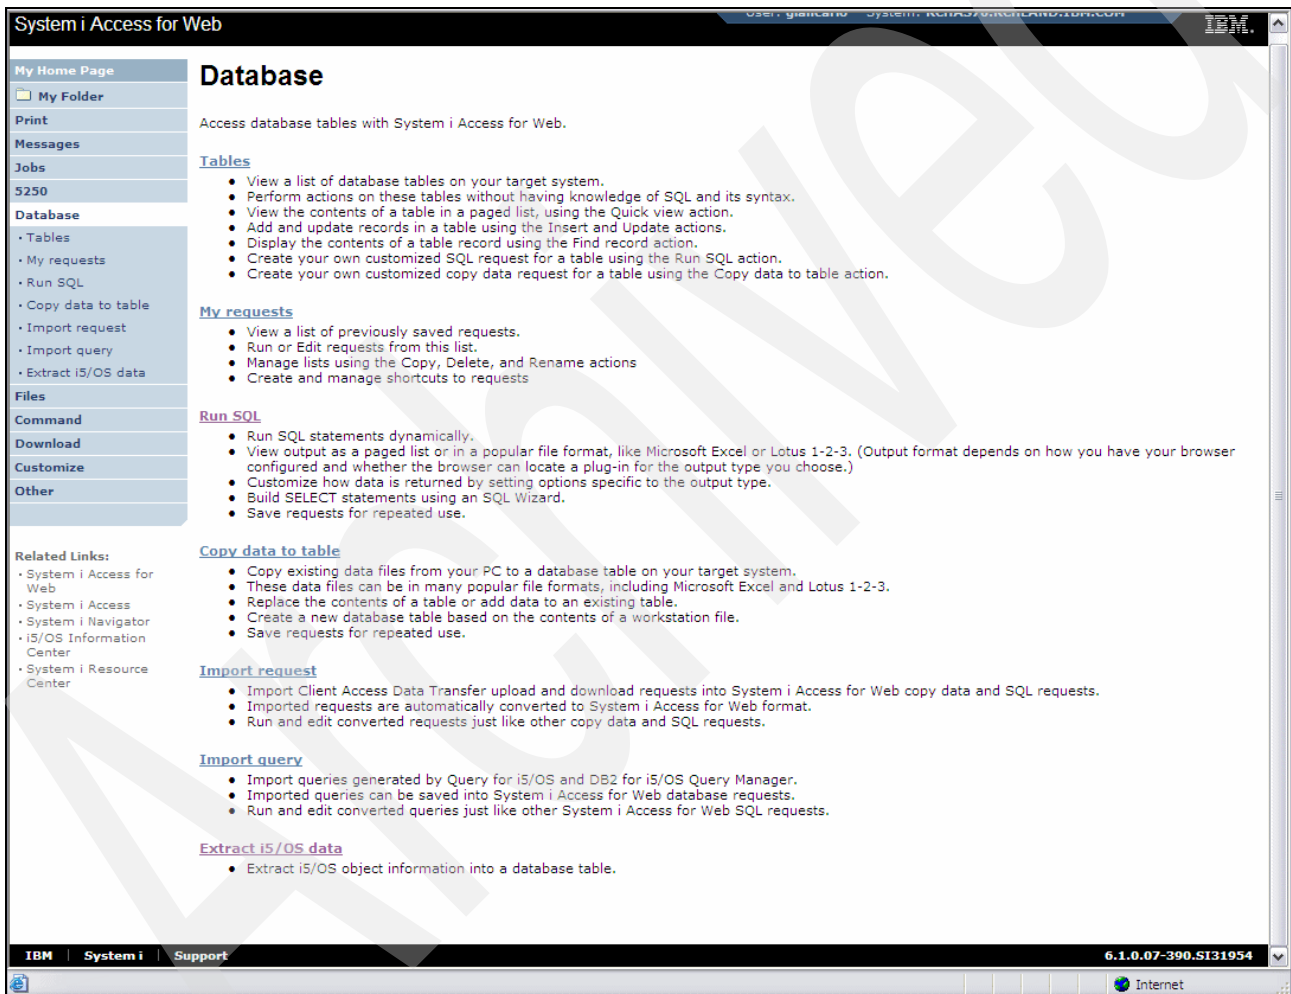 System i Access for Web
User: giancarlo System: RCHAS70.RCHLAND.IBM.COM
IBM.
My Home Page
My Folder
Print
Messages
Jobs
5250
Database
• Tables
• My requests
• Run SQL
• Copy data to table
• Import request
• Import query
• Extract i5/OS data
Files
Command
Download
Customize
Other
Related Links:
• System i Access for
Web
• System i Access
• System i Navigator
• i5/OS Information
Center
• System i Resource
Center
Database
Access database tables with System i Access for Web.
Tables
• View a list of database tables on your target system.
• Perform actions on these tables without having knowledge of SQL and its syntax.
• View the contents of a table in a paged list, using the Quick view action.
• Add and update records in a table using the Insert and Update actions.
• Display the contents of a table record using the Find record action.
• Create your own customized SQL request for a table using the Run SQL action.
• Create your own customized copy data request for a table using the Copy data to table action.
My requests
• View a list of previously saved requests.
• Run or Edit requests from this list.
• Manage lists using the Copy, Delete, and Rename actions
• Create and manage shortcuts to requests
Run SQL
• Run SQL statements dynamically.
• View output as a paged list or in a popular file format, like Microsoft Excel or Lotus 1-2-3. (Output format depends on how you have your browser
configured and whether the browser can locate a plug-in for the output type you choose.)
• Customize how data is returned by setting options specific to the output type.
• Build SELECT statements using an SQL Wizard.
• Save requests for repeated use.
Copy data to table
• Copy existing data files from your PC to a database table on your target system.
• These data files can be in many popular file formats, including Microsoft Excel and Lotus 1-2-3.
• Replace the contents of a table or add data to an existing table.
• Create a new database table based on the contents of a workstation file.
• Save requests for repeated use.
Import request
• Import Client Access Data Transfer upload and download requests into System i Access for Web copy data and SQL requests.
• Imported requests are automatically converted to System i Access for Web format.
• Run and edit converted requests just like other copy data and SQL requests.
Import query
• Import queries generated by Query for i5/OS and DB2 for i5/OS Query Manager.
• Imported queries can be saved into System i Access for Web database requests.
• Run and edit converted queries just like other System i Access for Web SQL requests.
Extract i5/OS data
• Extract i5/OS object information into a database table.
IBM | System i | Support
6.1.0.07-390.SI31954
Internet
Archived